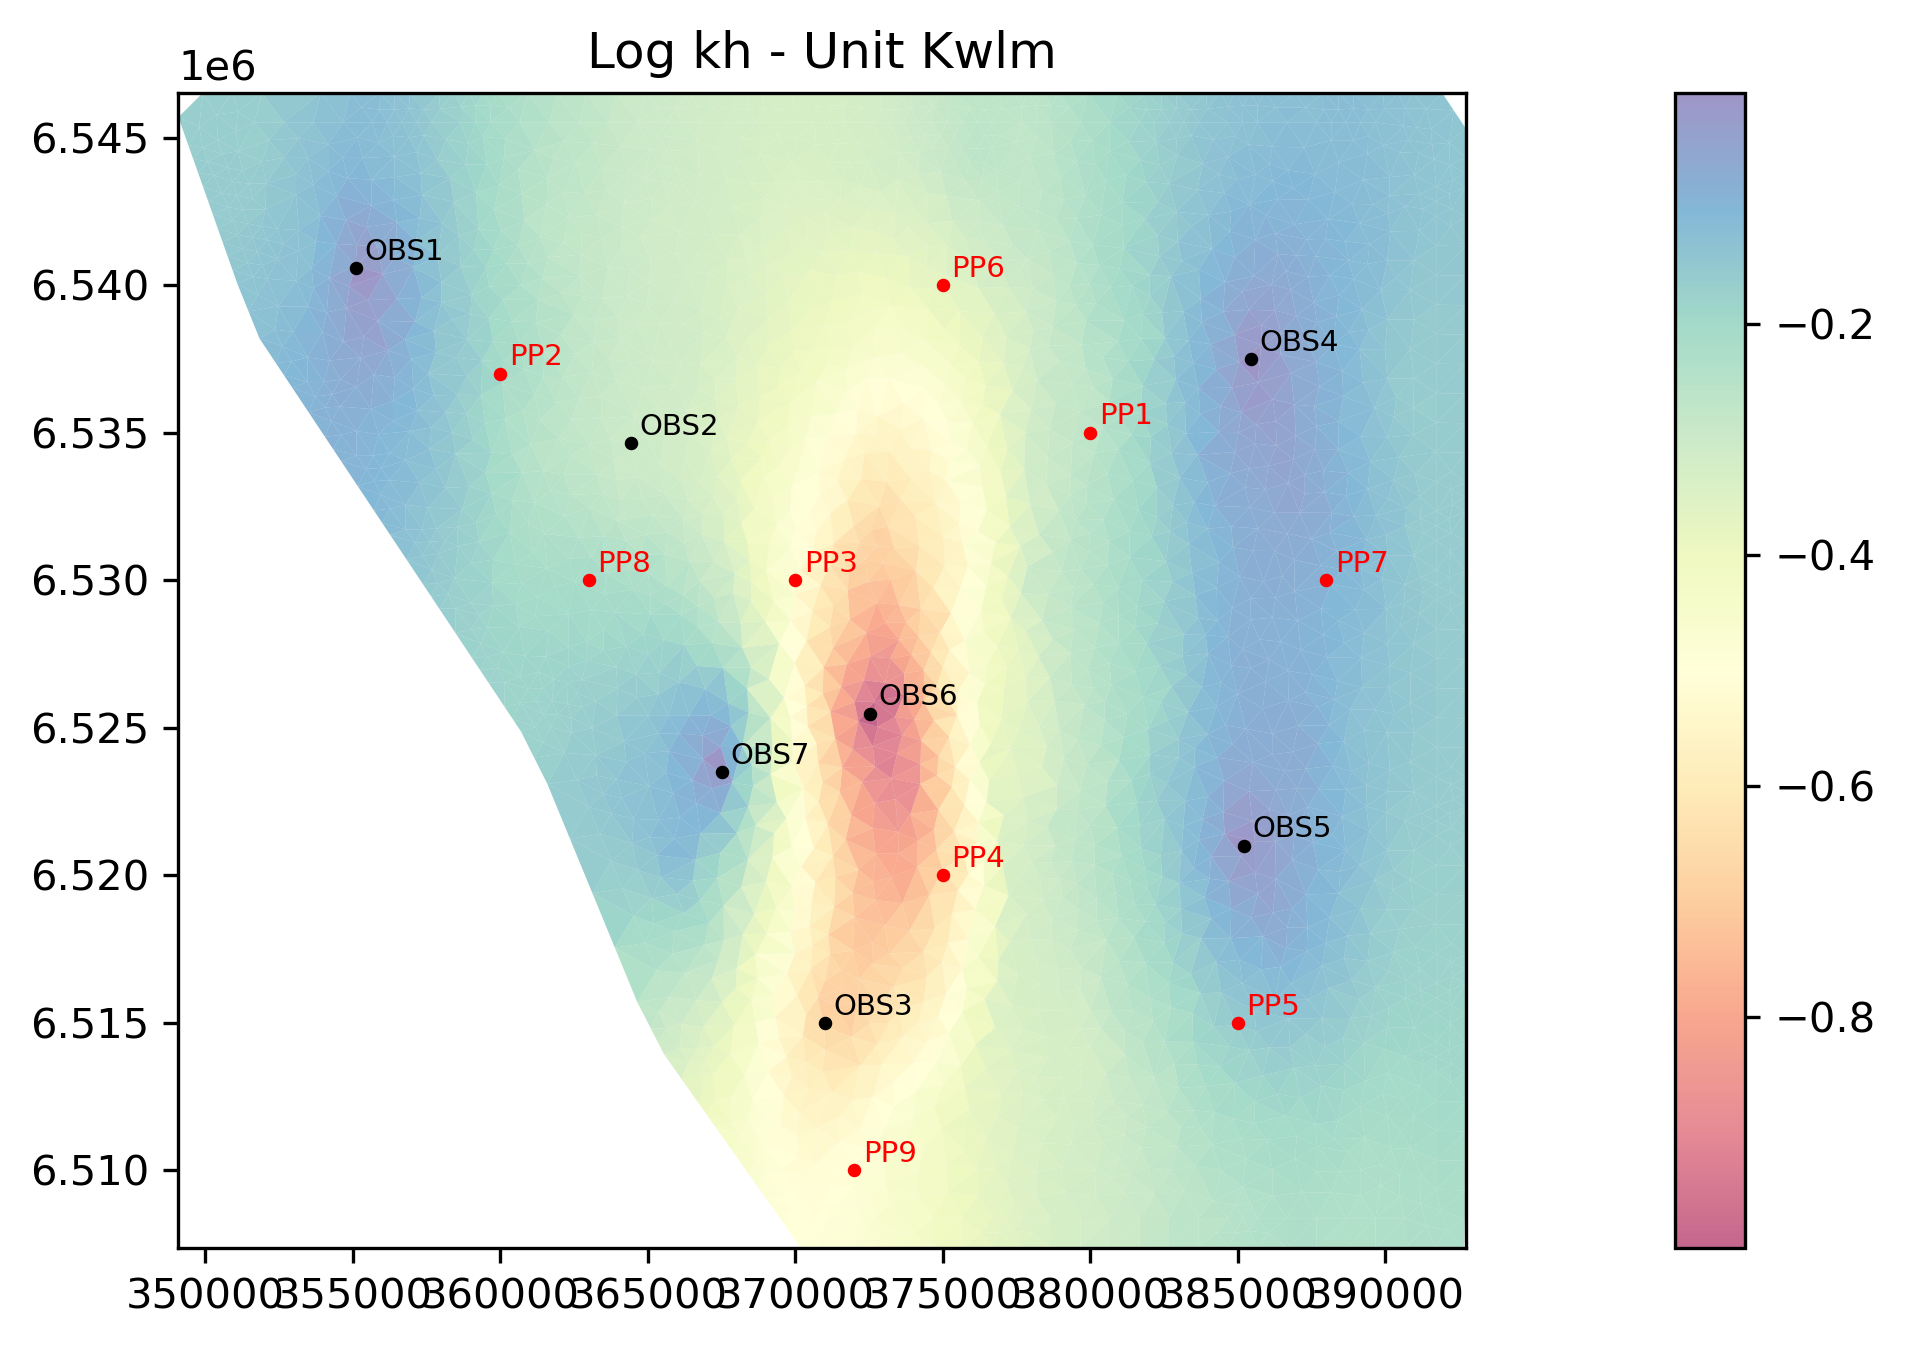 Log kh - Unit Kwlm
1e6
6.545
6.540
6.535
6.530
6.525
6.520
6.515
6.510
OBS1
PP6
OBS4
PP2
PP1
OBS2
PP8
PP3
PP7
OBS6
OBS7
OBS5
PP4
OBS3
PP5
PP9
350000 355000 360000 365000 370000 375000 380000 385000 390000
−0.2
−0.4
−0.6
−0.8